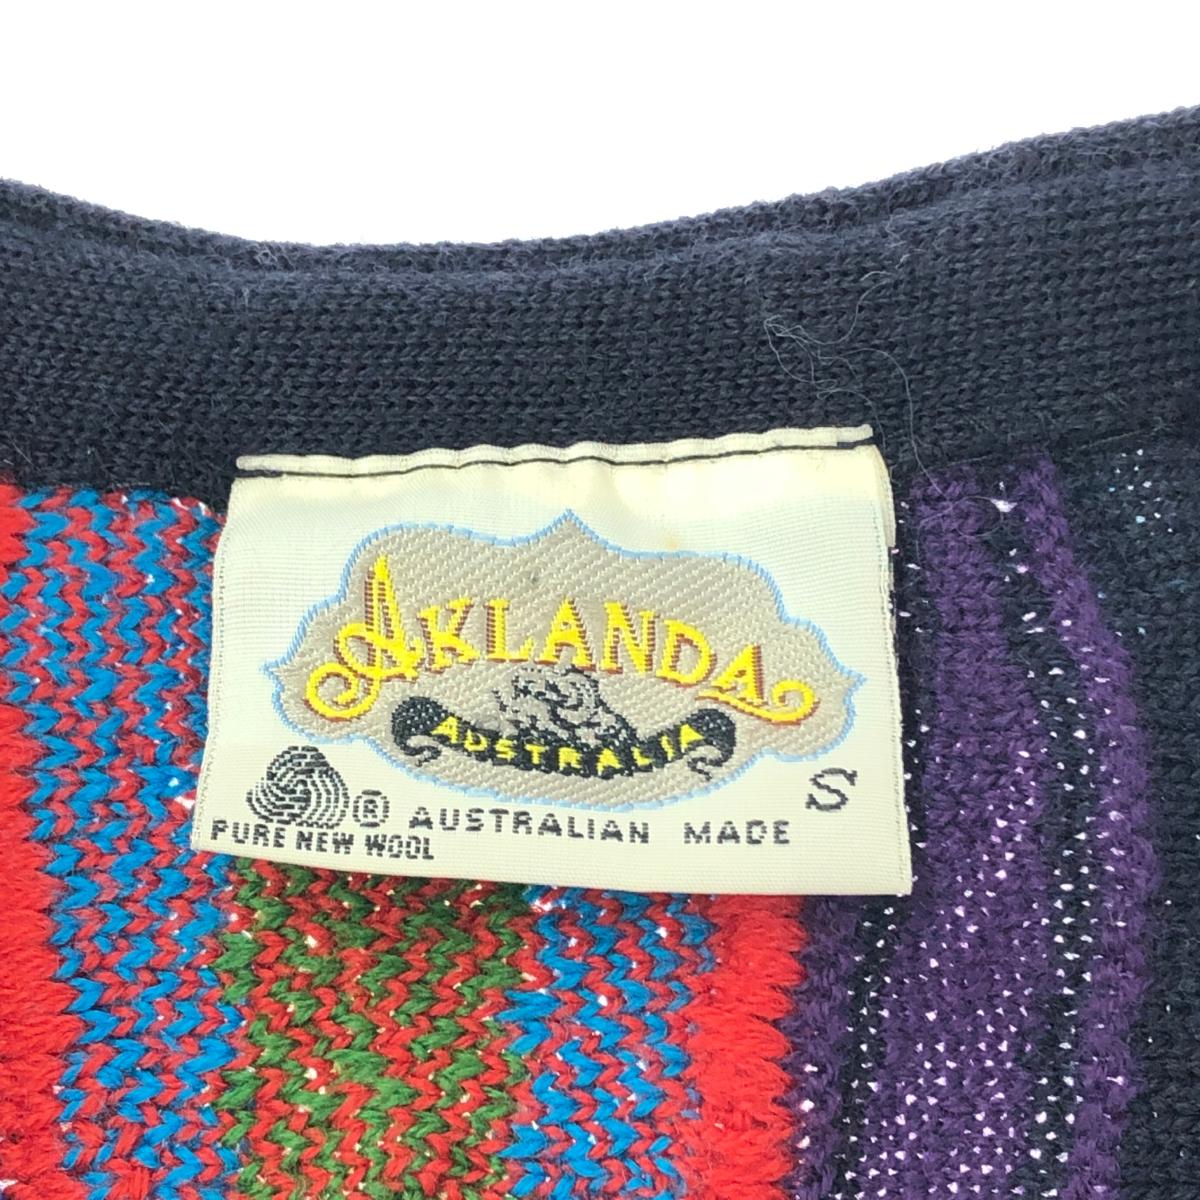 AKLANDA
AUSTRALIA
S
® AUSTRALIAN MADE
PURE NEW WOOL